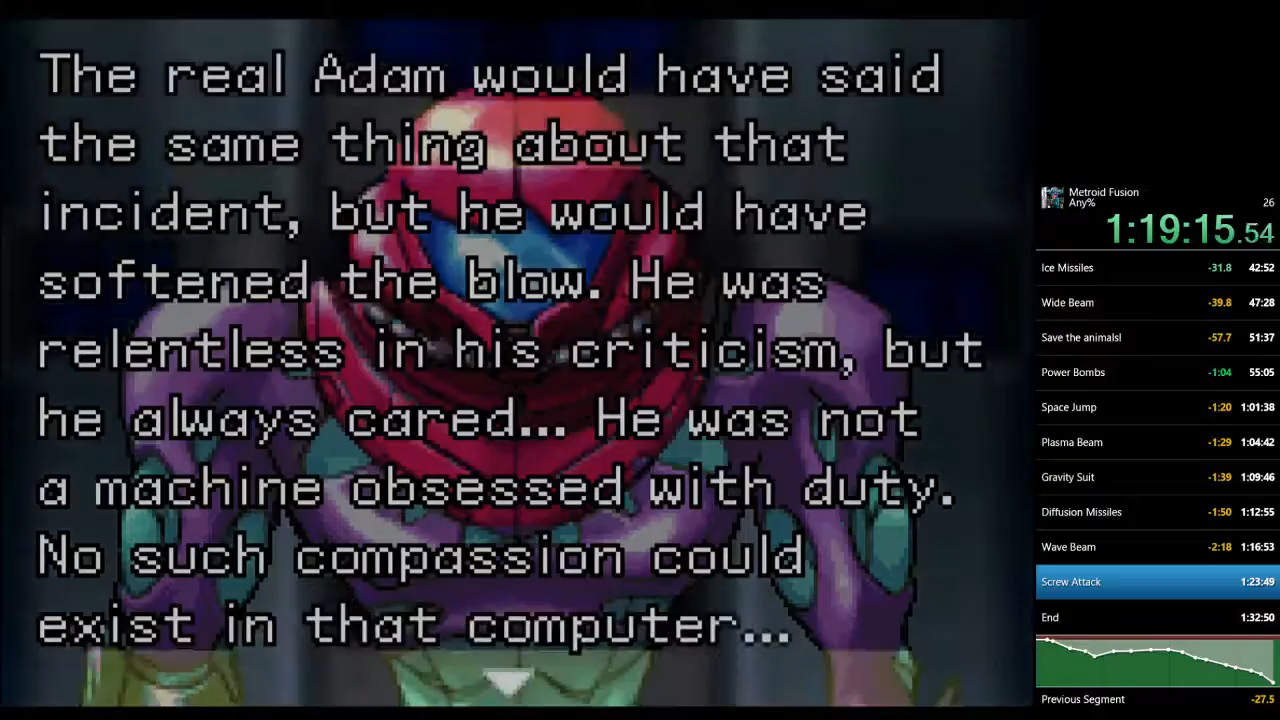 The real Adam would have said
the same thing about that
incident, but he would have
softened the blow. He was
relentless in his criticism, but
he always cared... He was not
a machine obsessed with duty.
No such compassion could
exist in that computer...
Metroid Fusion
Any% 26
1:19:15.54
Ice Missiles -31.8 42:52
Wide Beam -39.8 47:28
Save the animals! -57.7 51:37
Power Bombs -1:04 55:05
Space Jump -1:20 1:01:38
Plasma Beam -1:29 1:04:42
Gravity Suit -1:39 1:09:46
Diffusion Missiles -1:50 1:12:55
Wave Beam -2:18 1:16:53
Screw Attack 1:23:49
End 1:32:50
Previous Segment -27.5